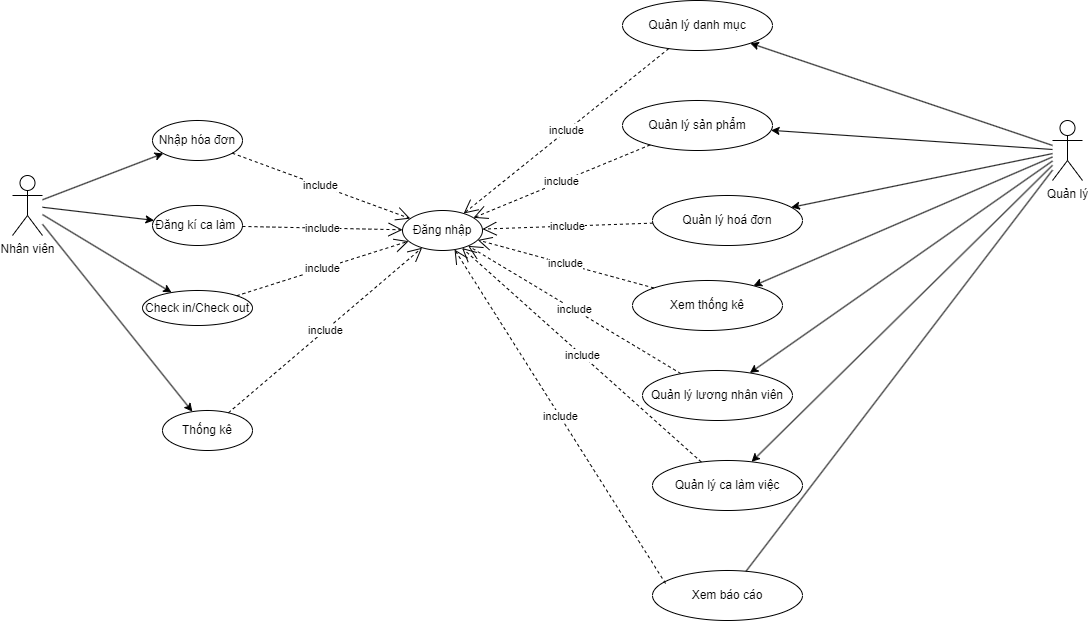 Quản lý danh mục
include
Quản lý sản phẩm
Nhập hóa đơn
include
include
Quản lý
Nhân viên
Đăng kí ca làm
include
Đăng nhập
include
Quản lý hoá đơn
include
include
Check in/Check out
Xem thống kê
include
include
include
Quản lý lương nhân viên
include
Thống kê
Quản lý ca làm việc
Xem báo cáo